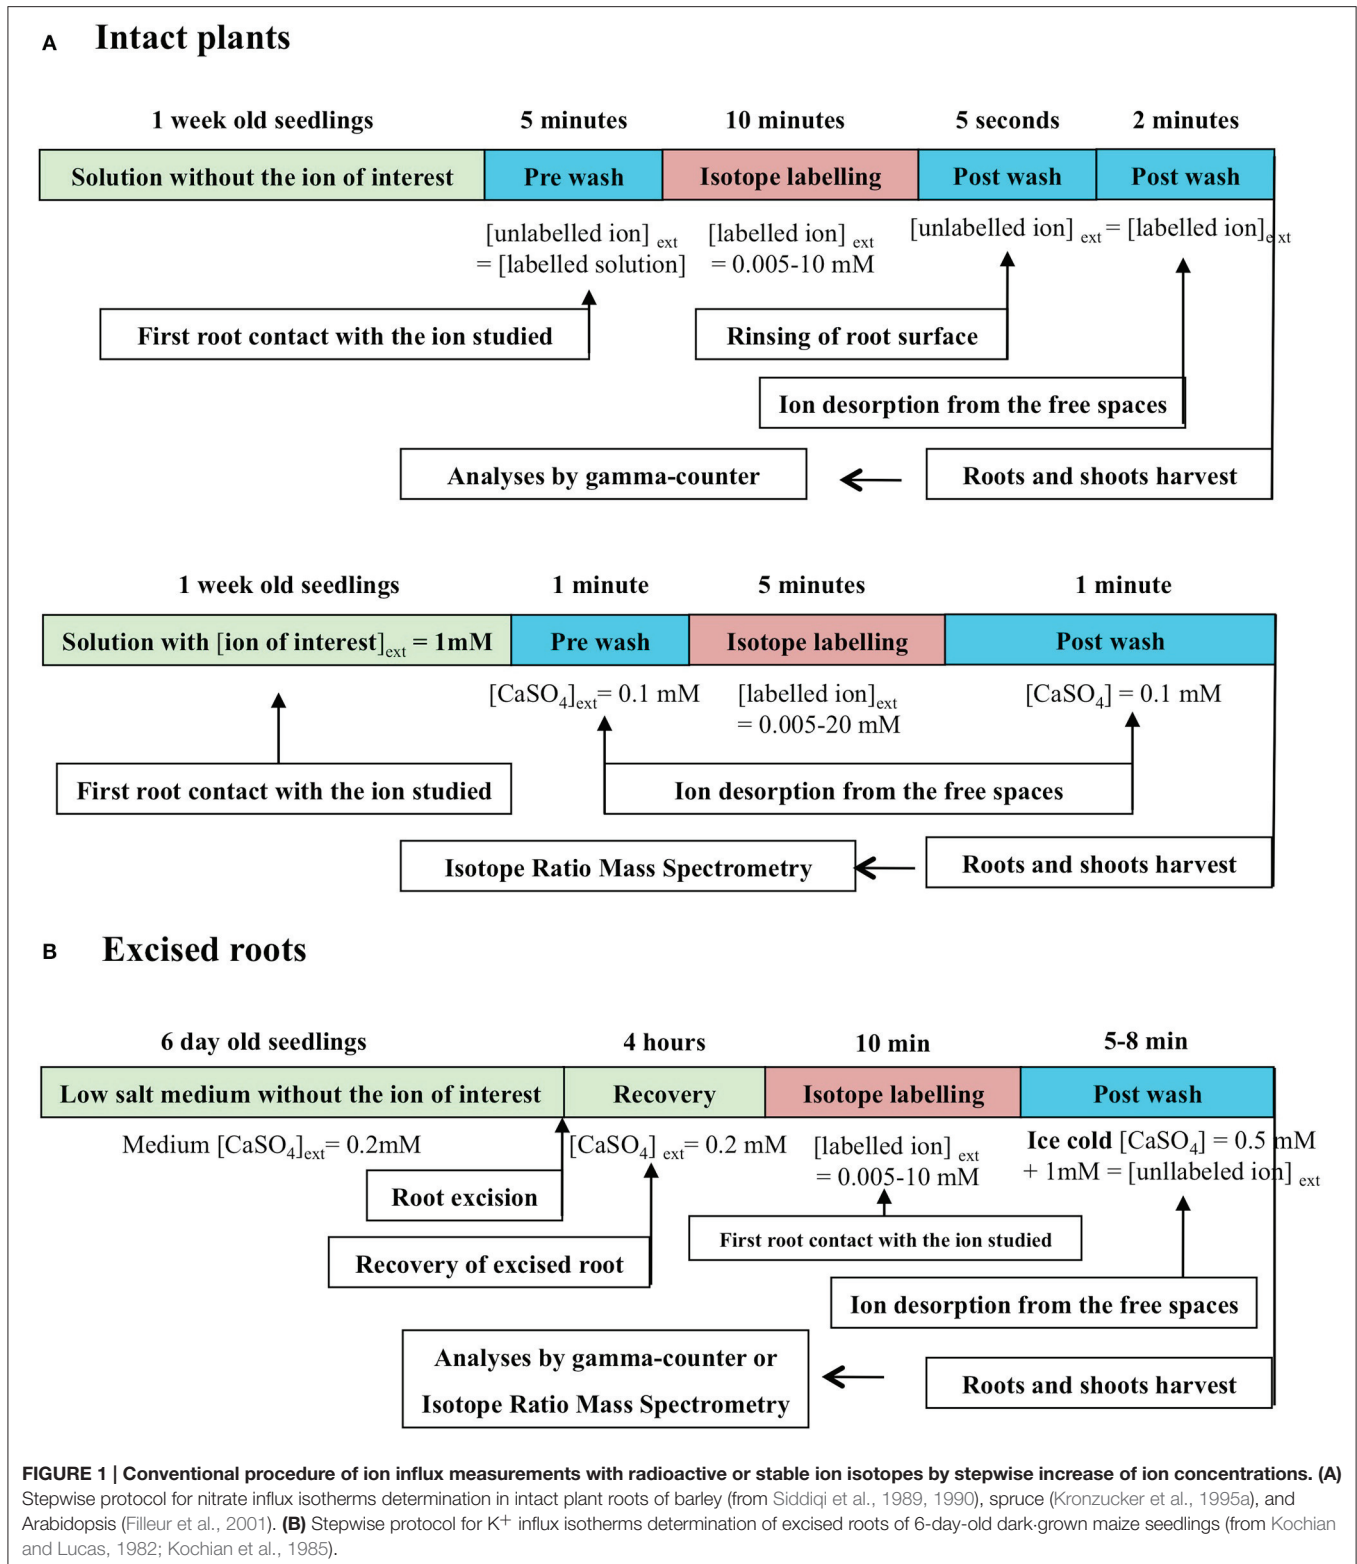 A Intact plants
1 week old seedlings 5 minutes 10 minutes 5 seconds 2 minutes
Solution without the ion of interest Pre wash Isotope labelling Post wash Post wash
[unlabelled ion] ext [labelled ion] ext [unlabelled ion] ext = [labelled ion]e xt
= [labelled solution] = 0.005-10 mM
First root contact with the ion studied Rinsing of root surface
Ion desorption from the free spaces
Analyses by gamma-counter Roots and shoots harvest
1 week old seedlings 1 minute 5 minutes 1 minute
Solution with [ion of interest]ext = 1mM Pre wash Isotope labelling Post wash
[CaSO4]ext= 0.1 mM [labelled ion]ext [CaSO4] = 0.1 mM
= 0.005-20 mM
First root contact with the ion studied Ion desorption from the free spaces
Isotope Ratio Mass Spectrometry Roots and shoots harvest
B Excised roots
6 day old seedlings 4 hours 10 min 5-8 min
Low salt medium without the ion of interest Recovery Isotope labelling Post wash
Medium [CaSO4]ext= 0.2mM [CaSO4] ext= 0.2 mM [labelled ion] ext Ice cold [CaSO4] = 0.5 mM
= 0.005-10 mM + 1mM = [unllabeled ion] ext
Root excision
First root contact with the ion studied
Recovery of excised root
Ion desorption from the free spaces
Analyses by gamma-counter or
Isotope Ratio Mass Spectrometry
Roots and shoots harvest
FIGURE 1 | Conventional procedure of ion influx measurements with radioactive or stable ion isotopes by stepwise increase of ion concentrations. (A)
Stepwise protocol for nitrate influx isotherms determination in intact plant roots of barley (from Siddiqi et al., 1989, 1990), spruce (Kronzucker et al., 1995a), and
Arabidopsis (Filleur et al., 2001). (B) Stepwise protocol for K+ influx isotherms determination of excised roots of 6-day-old dark-grown maize seedlings (from Kochian
and Lucas, 1982; Kochian et al., 1985).